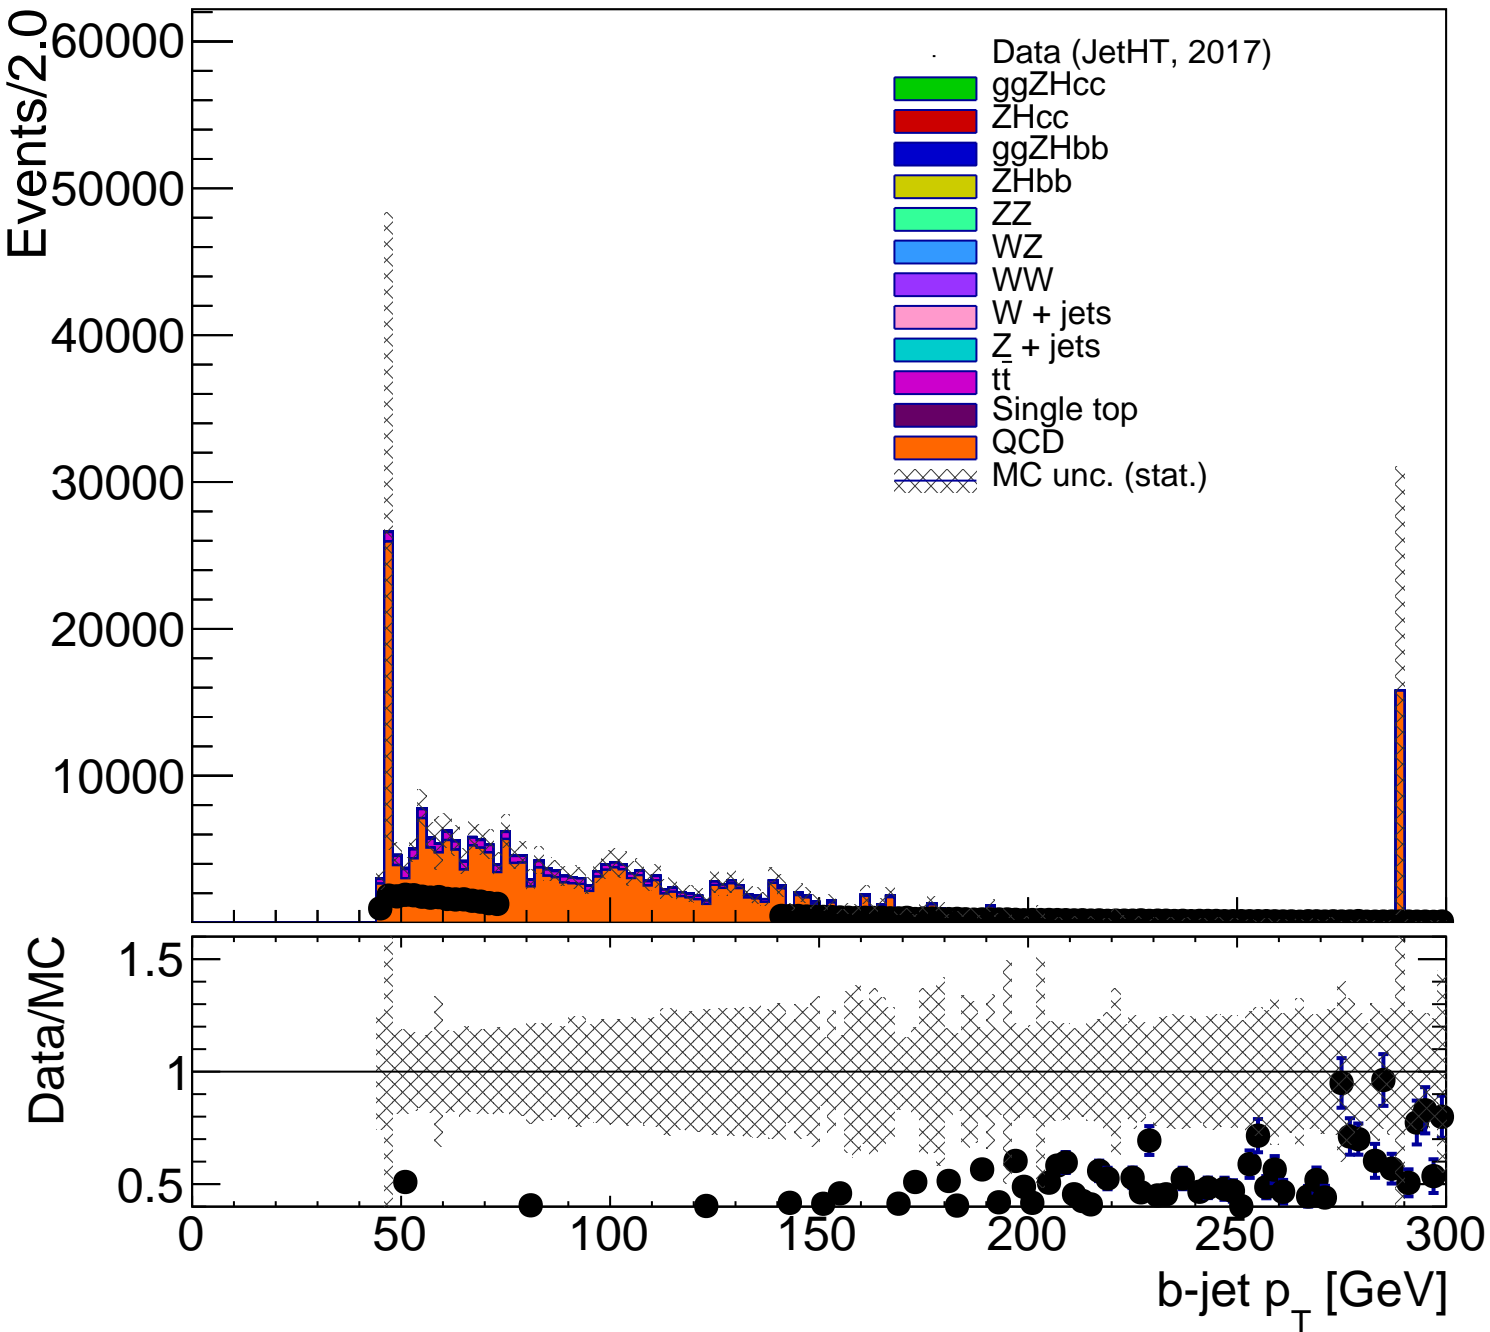 Events/2.0
60000
50000
40000
30000
20000
10000
Data (JetHT, 2017)
ggZHcc
ZHcc
ggZHbb
ZHbb
ZZ
WZ
WW
W + jets
Z + jets
tt̄
Single top
QCD
MC unc. (stat.)
Data/MC
1.5
1
0.5
0 50 100 150 200 250 300
b-jet p_T [GeV]